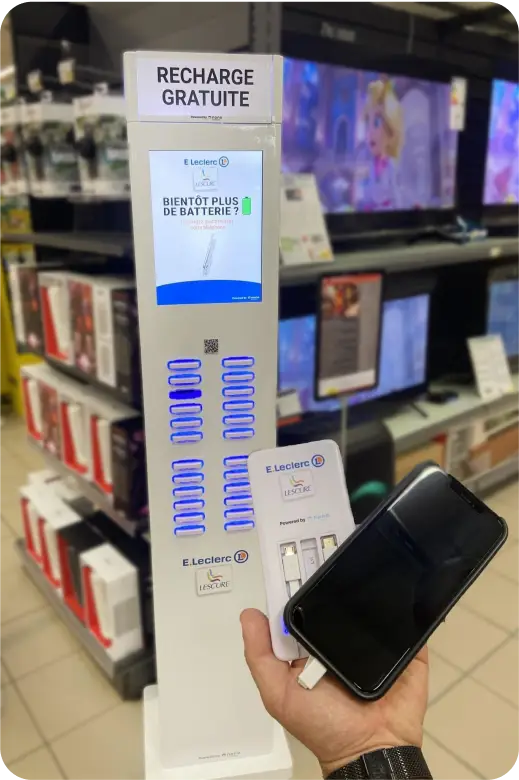 RECHARGE
GRATUITE
E.Leclerc
LESCURE
BIENTÔT PLUS
DE BATTERIE ?
E.Leclerc
LESCURE
E.Leclerc
LESCURE
Powered by